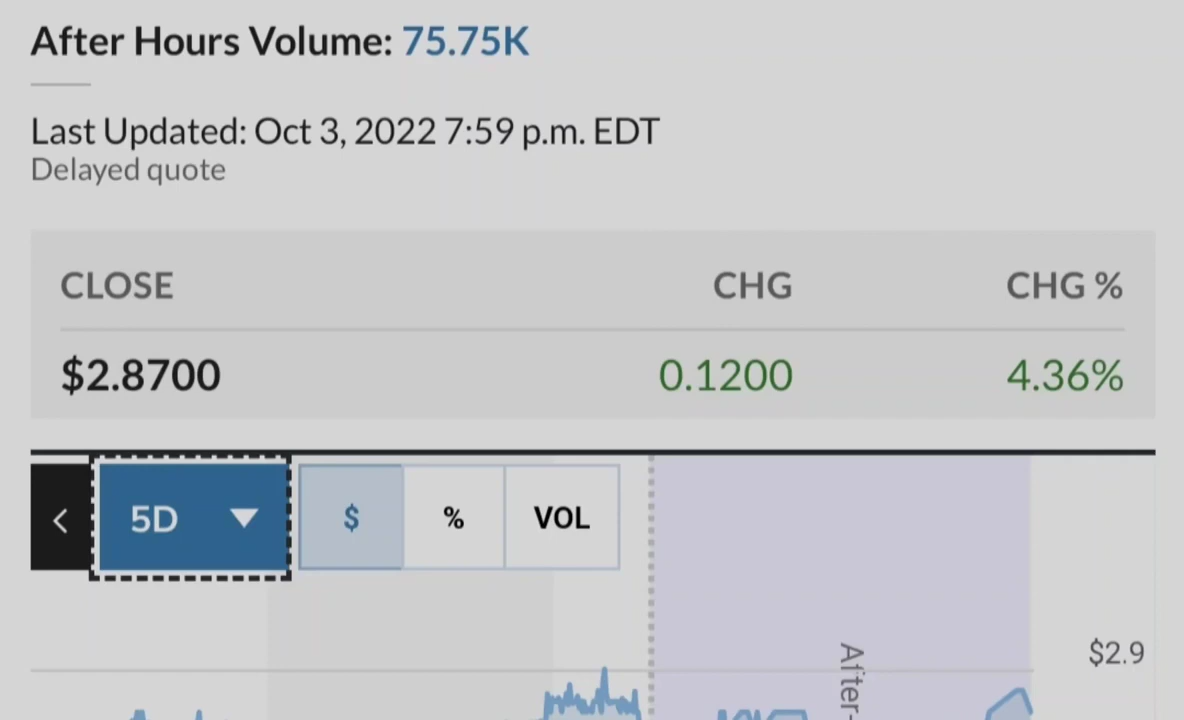 After Hours Volume: 75.75K
Last Updated: Oct 3, 2022 7:59 p.m. EDT
Delayed quote
CLOSE CHG CHG %
$2.8700 0.1200 4.36%
5D $ % VOL
$2.9
After-